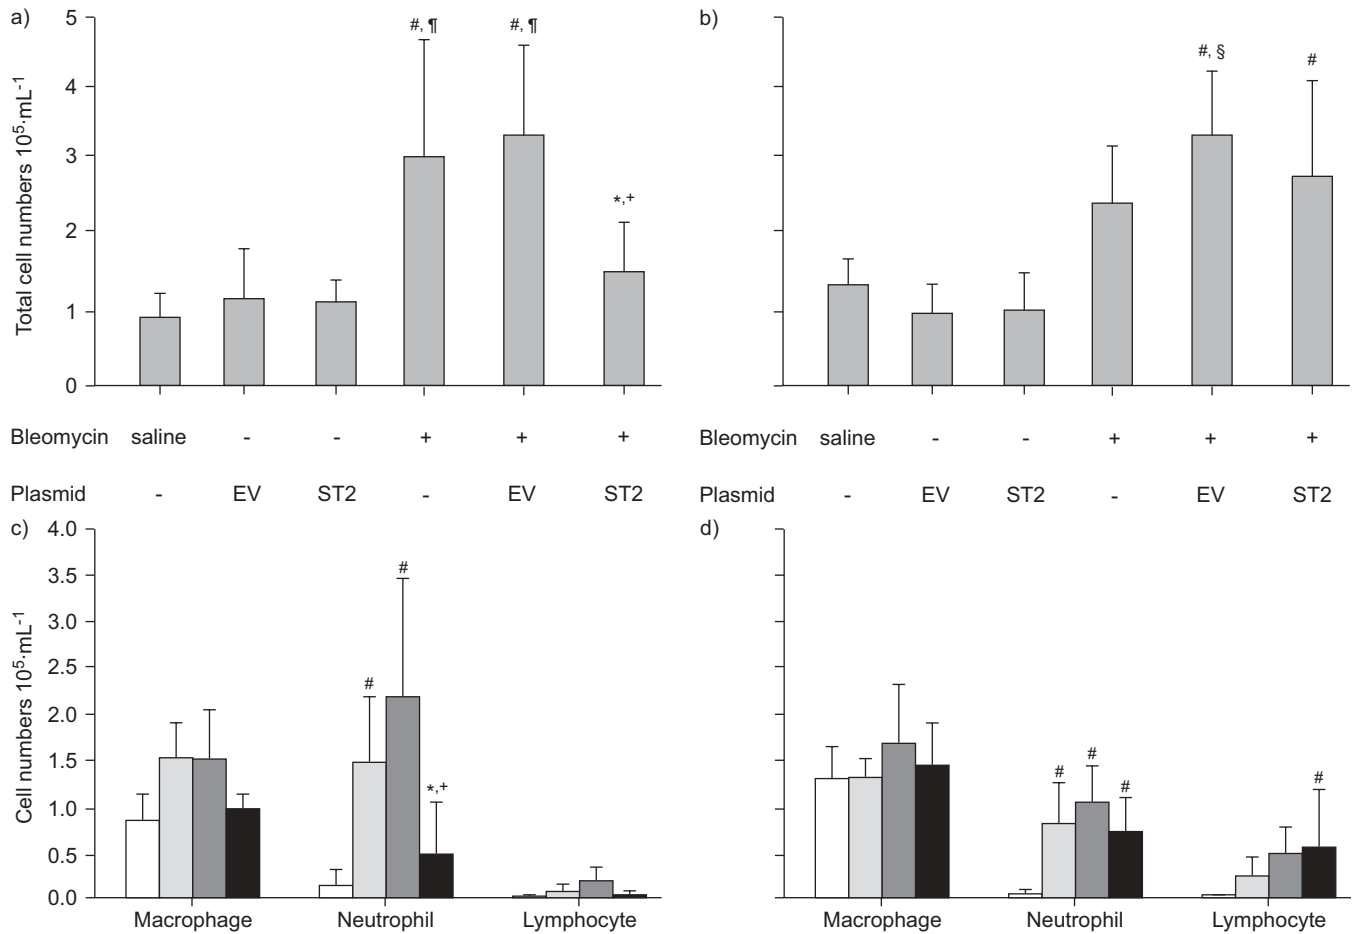 a)
Total cell numbers 10⁵·mL⁻¹
5
4
3
2
1
0
#, ¶
#, ¶
*,+
Bleomycin saline - - + + +
Plasmid - EV ST2 - EV ST2
b)
#, §
#
Bleomycin saline - - + + +
Plasmid - EV ST2 - EV ST2
c)
Cell numbers 10⁵·mL⁻¹
4.0
3.5
3.0
2.5
2.0
1.5
1.0
0.5
0.0
#
#
*,+
Macrophage Neutrophil Lymphocyte
d)
#
#
#
#
Macrophage Neutrophil Lymphocyte